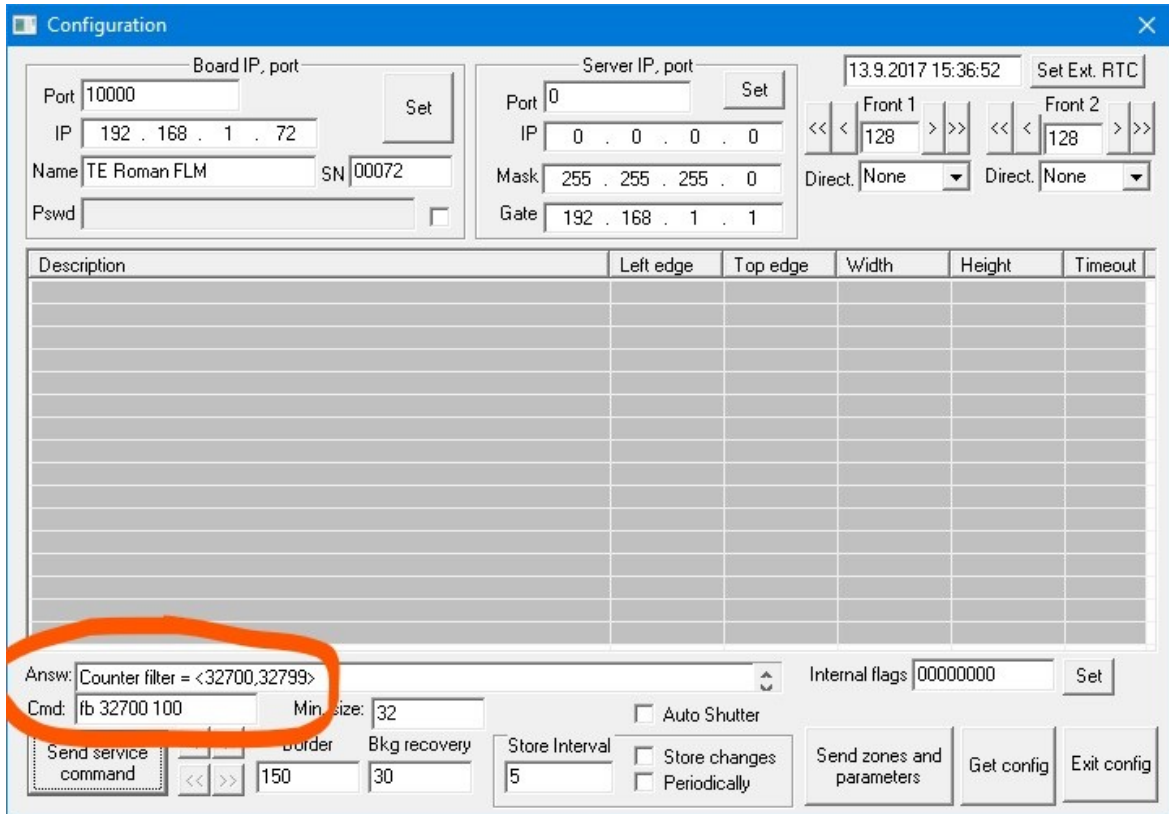 Configuration
Board IP, port
Port 10000
Set
IP 192 . 168 . 1 . 72
Name TE Roman FLM SN 00072
Pswd
Server IP, port
Port 0
Set
IP 0 . 0 . 0 . 0
Mask 255 . 255 . 255 . 0
Gate 192 . 168 . 1 . 1
13.9.2017 15:36:52 Set Ext. RTC
Front 1
<< < 128 > >>
Direct. None
Front 2
<< < 128 > >>
Direct. None
Description Left edge Top edge Width Height Timeout
Answ: Counter filter = <32700,32799>
Internal flags 00000000 Set
Cmd: fb 32700 100
Min. size: 32
Auto Shutter
Send service
command
<< >>
Border
150
Bkg recovery
30
Store Interval
5
Store changes
Periodically
Send zones and
parameters
Get config
Exit config